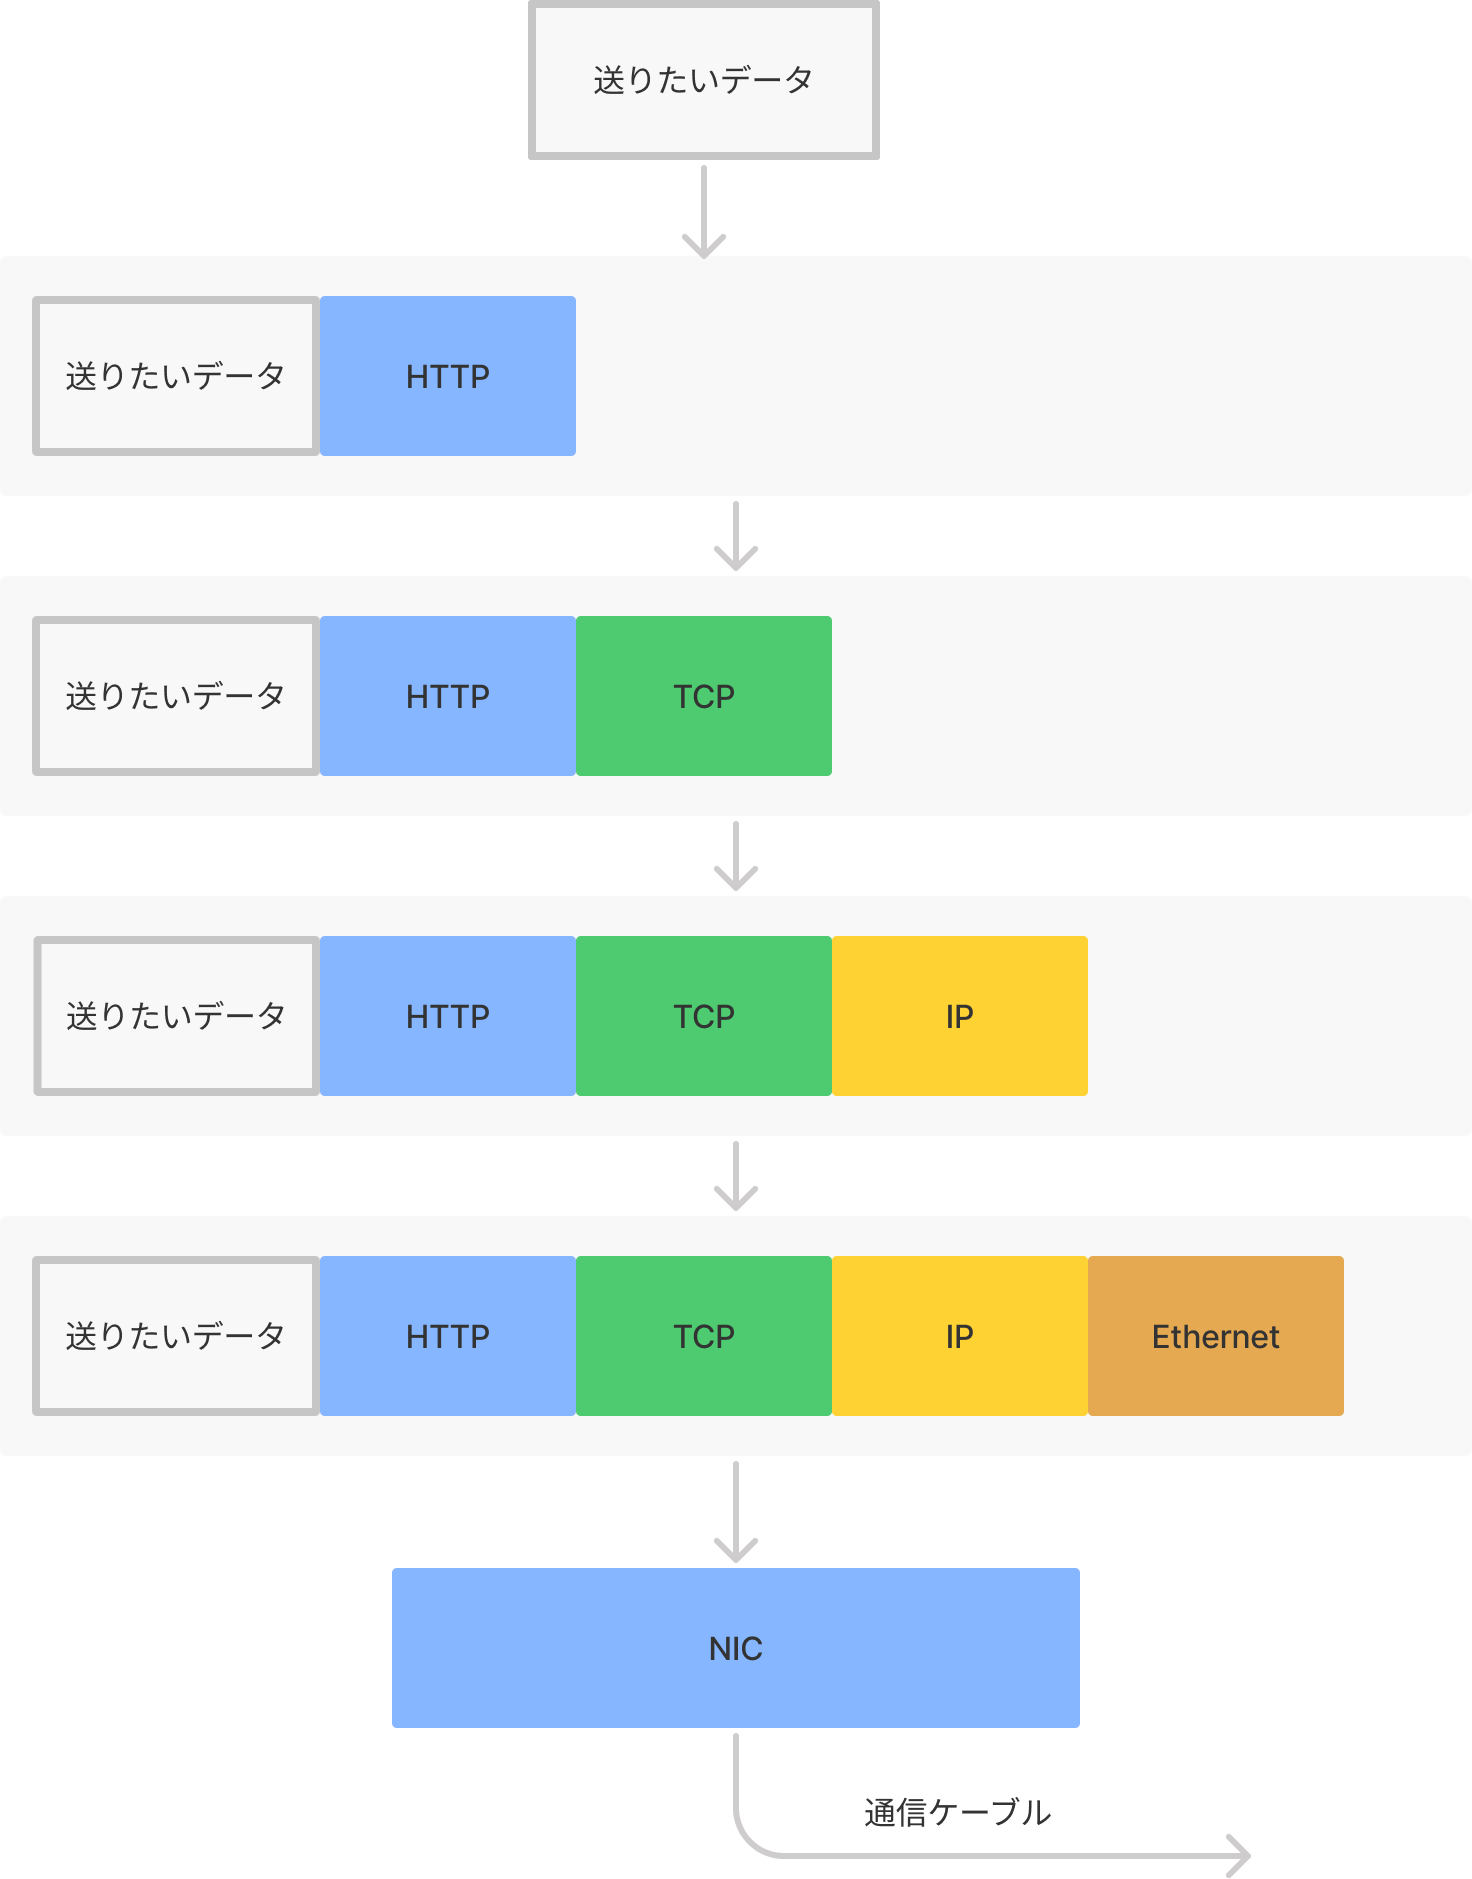 送りたいデータ
送りたいデータ HTTP
送りたいデータ HTTP TCP
送りたいデータ HTTP TCP IP
送りたいデータ HTTP TCP IP Ethernet
NIC
通信ケーブル